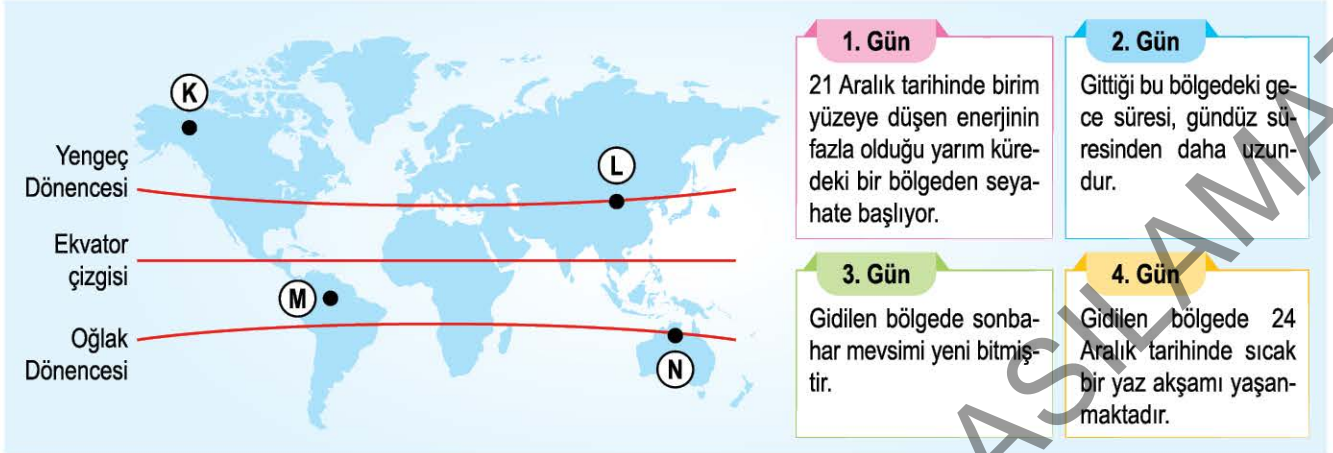 K
Yengeç
Dönencesi
L
Ekvator
çizgisi
M
Oğlak
Dönencesi
N
1. Gün
21 Aralık tarihinde birim
yüzeye düşen enerjinin
fazla olduğu yarım küre-
deki bir bölgeden seya-
hate başlıyor.
2. Gün
Gittiği bu bölgedeki ge-
ce süresi, gündüz sü-
resinden daha uzun-
dur.
3. Gün
Gidilen bölgede sonba-
har mevsimi yeni bitmiş-
tir.
4. Gün
Gidilen bölgede 24
Aralık tarihinde sıcak
bir yaz akşamı yaşan-
maktadır.
ASILAMA